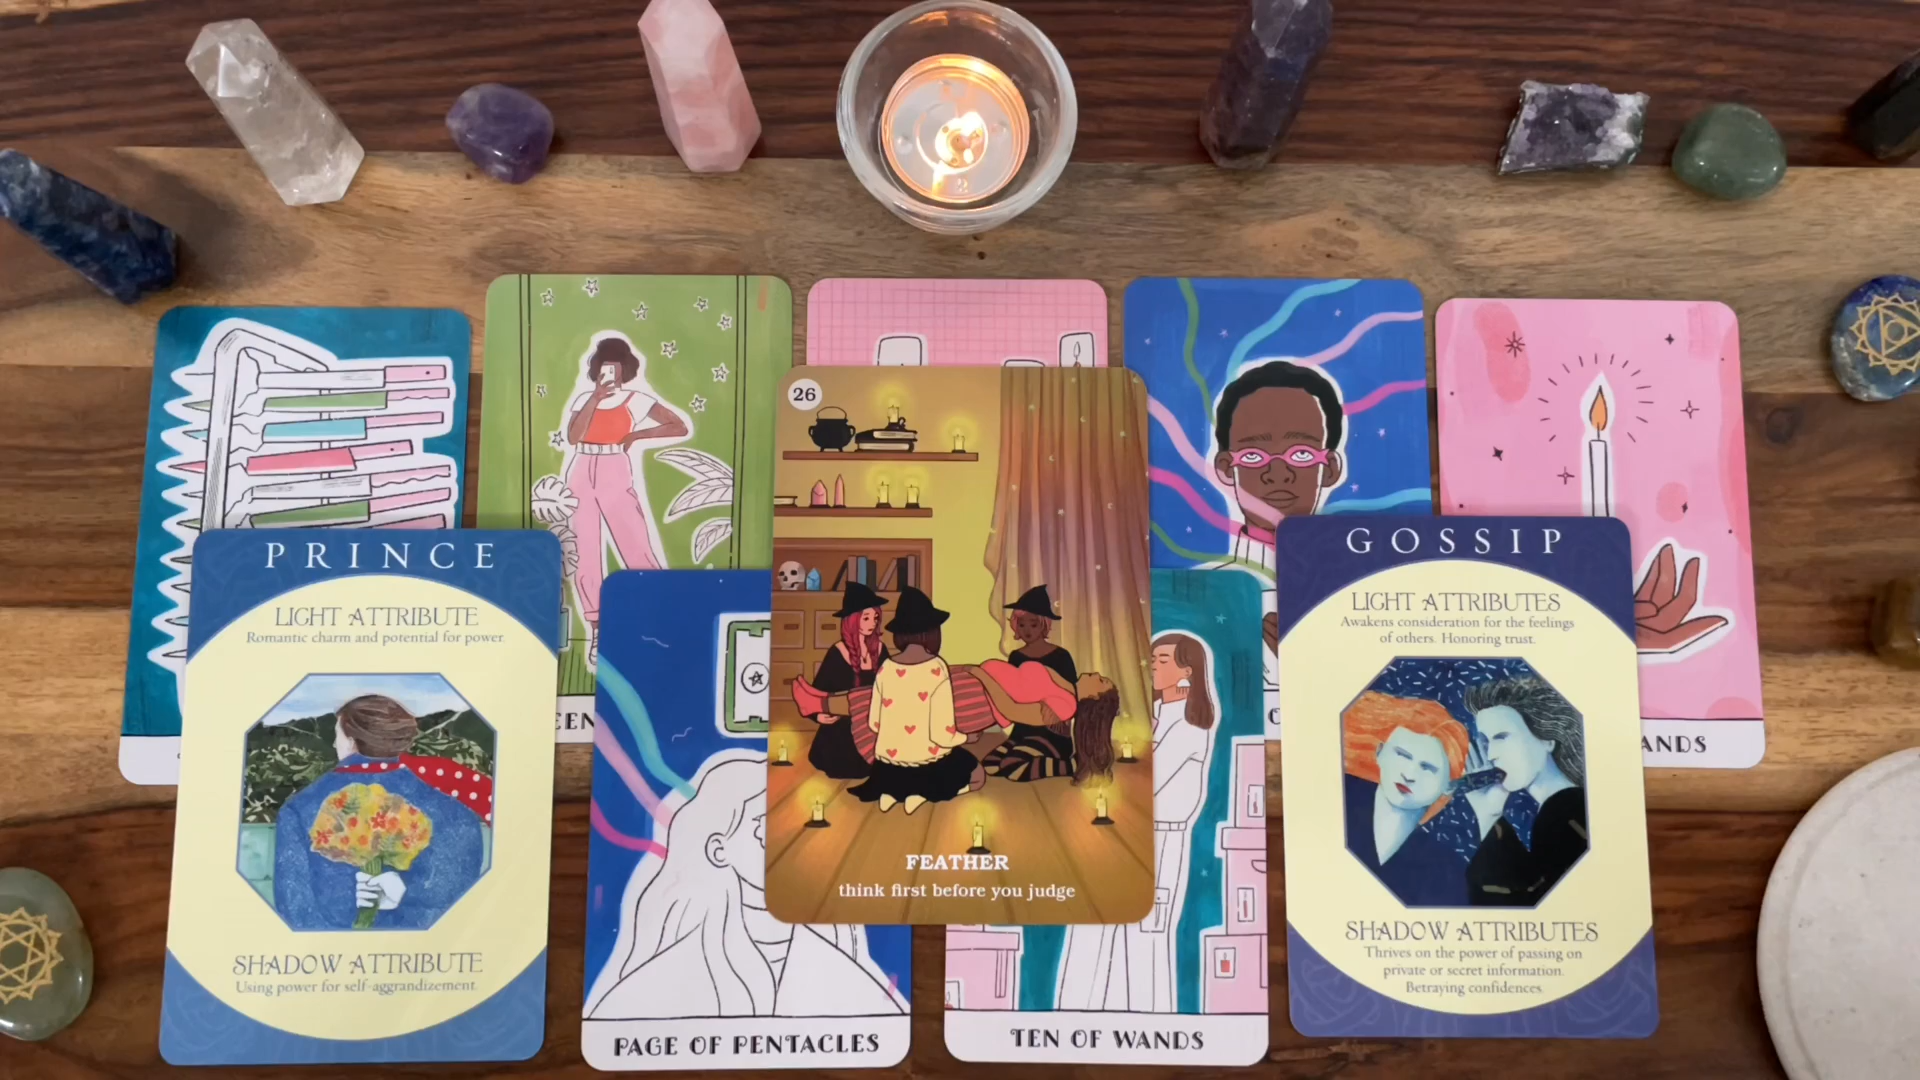 26
PRINCE
LIGHT ATTRIBUTE
Romantic charm and potential for power.
SHADOW ATTRIBUTE
Using power for self-aggrandizement.
PAGE OF PENTACLES
FEATHER
think first before you judge
TEN OF WANDS
GOSSIP
LIGHT ATTRIBUTES
Awakens consideration for the feelings
of others. Honoring trust.
SHADOW ATTRIBUTES
Thrives on the power of passing on
private or secret information.
Betraying confidences.